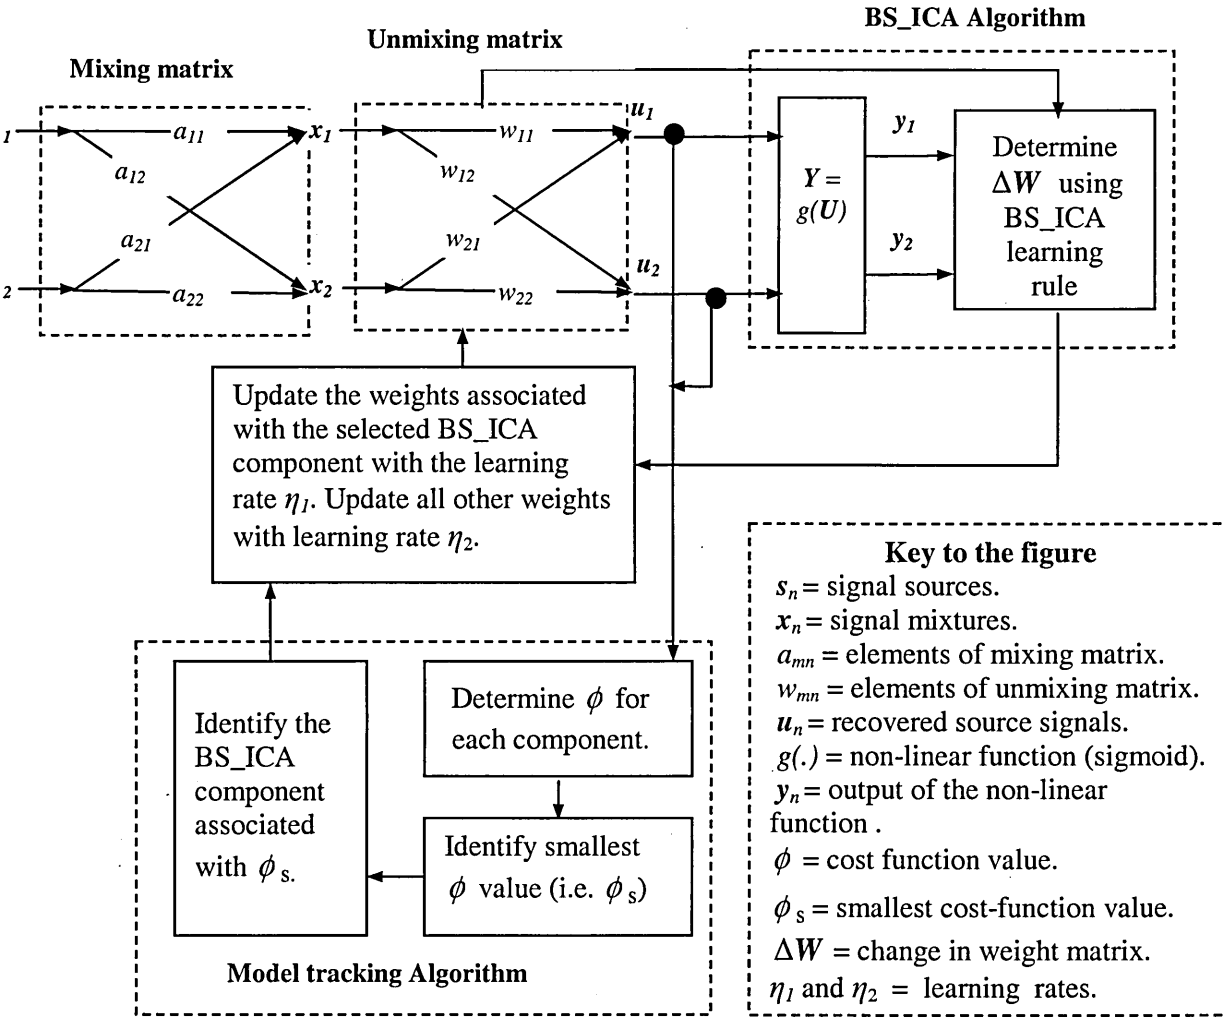 BS_ICA Algorithm
Unmixing matrix
Mixing matrix
1
a11
x1
w11
u1
a12
w12
a21
w21
2
a22
x2
w22
u2
Y =
g(U)
y1
y2
Determine
ΔW using
BS_ICA
learning
rule
Update the weights associated
with the selected BS_ICA
component with the learning
rate η1. Update all other weights
with learning rate η2.
Identify the
BS_ICA
component
associated
with ϕs.
Determine ϕ for
each component.
Identify smallest
ϕ value (i.e. ϕs)
Model tracking Algorithm
Key to the figure
sn = signal sources.
xn = signal mixtures.
amn = elements of mixing matrix.
wmn = elements of unmixing matrix.
un = recovered source signals.
g(.) = non-linear function (sigmoid).
yn = output of the non-linear
function .
ϕ = cost function value.
ϕs = smallest cost-function value.
ΔW = change in weight matrix.
η1 and η2 = learning rates.